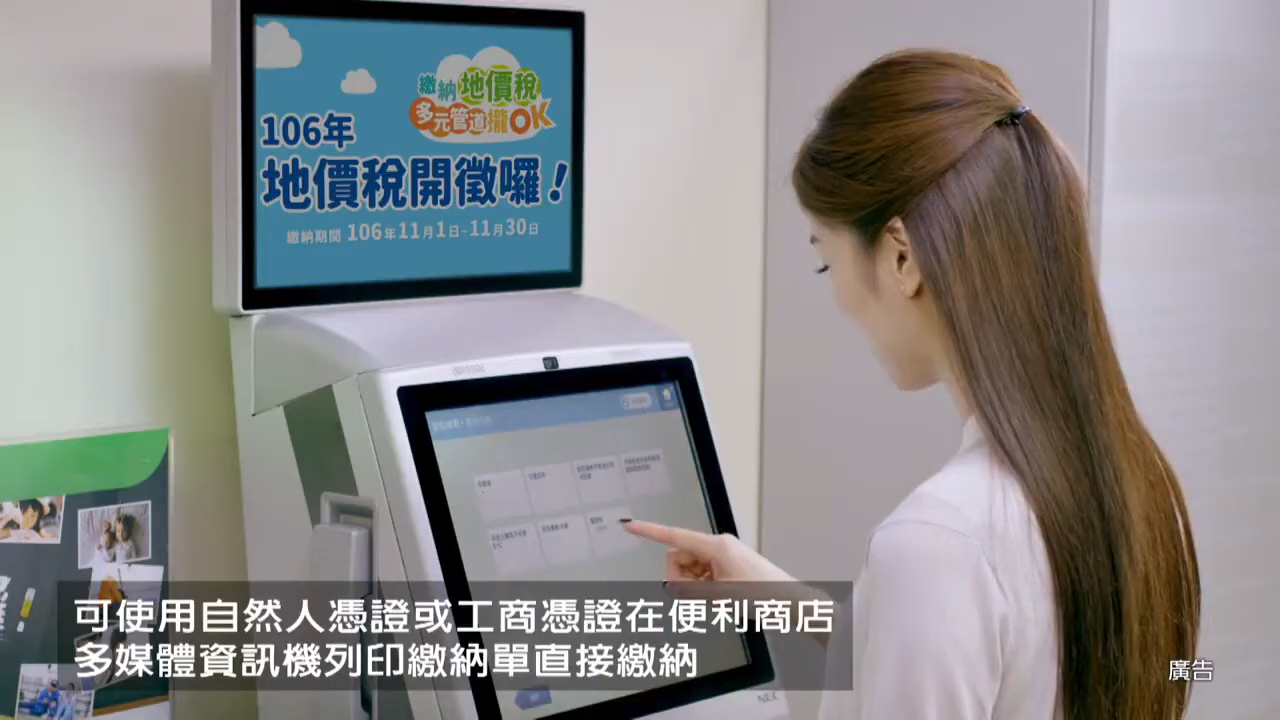 繳納地價稅
多元管道攏OK
106年
地價稅開徵囉!
繳納期間 106年11月1日~11月30日
可使用自然人憑證或工商憑證在便利商店
多媒體資訊機列印繳納單直接繳納
廣告
NEC